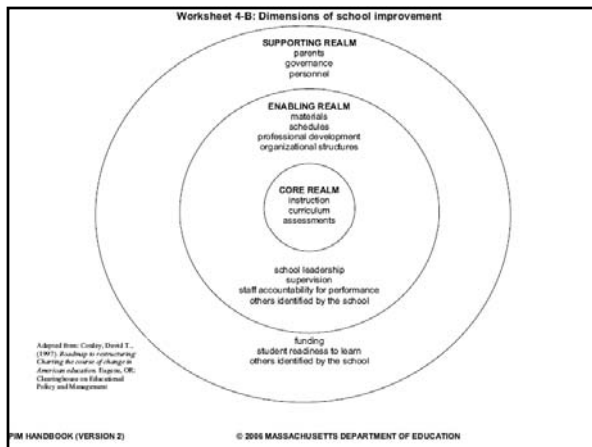 Worksheet 4-B: Dimensions of school improvement
SUPPORTING REALM
parents
governance
personnel
ENABLING REALM
materials
schedules
professional development
organizational structures
CORE REALM
instruction
curriculum
assessments
school leadership
supervision
staff accountability for performance
others identified by the school
funding
student readiness to learn
others identified by the school
Adapted from: Conley, David T.,
(1997). Roadmap to restructuring:
Charting the course of change in
American education. Eugene, OR:
Clearinghouse on Educational
Policy and Management
PIM HANDBOOK (VERSION 2)
© 2006 MASSACHUSETTS DEPARTMENT OF EDUCATION